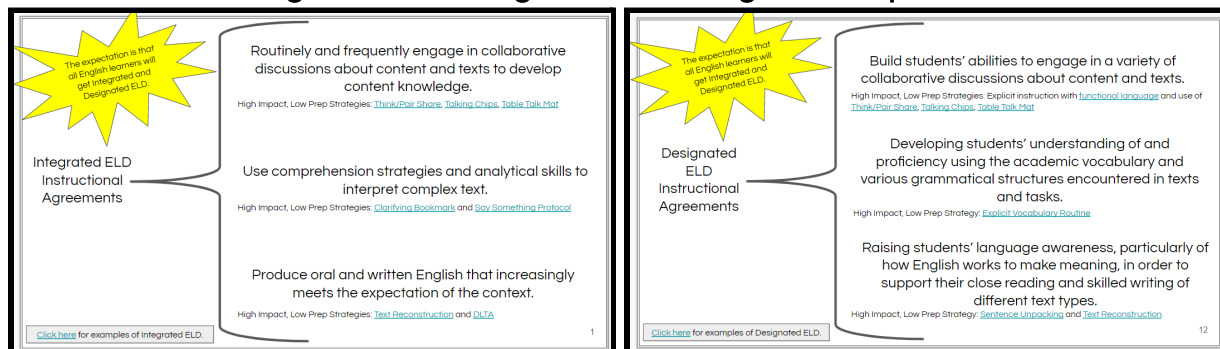 The expectation is that
all English learners will
get Integrated and
Designated ELD.
Integrated ELD
Instructional
Agreements
Routinely and frequently engage in collaborative
discussions about content and texts to develop
content knowledge.
High Impact, Low Prep Strategies: Think/Pair Share, Talking Chips, Table Talk Mat
Use comprehension strategies and analytical skills to
interpret complex text.
High Impact, Low Prep Strategies: Clarifying Bookmark and Say Something Protocol
Produce oral and written English that increasingly
meets the expectation of the context.
High Impact, Low Prep Strategies: Text Reconstruction and DLTA
Click here for examples of Integrated ELD.
1
The expectation is that
all English learners will
get Integrated and
Designated ELD.
Designated
ELD
Instructional
Agreements
Build students' abilities to engage in a variety of
collaborative discussions about content and texts.
High Impact, Low Prep Strategies: Explicit instruction with functional language and use of
Think/Pair Share, Talking Chips, Table Talk Mat
Developing students' understanding of and
proficiency using the academic vocabulary and
various grammatical structures encountered in texts
and tasks.
High Impact, Low Prep Strategy: Explicit Vocabulary Routine
Raising students' language awareness, particularly of
how English works to make meaning, in order to
support their close reading and skilled writing of
different text types.
High Impact, Low Prep Strategy: Sentence Unpacking and Text Reconstruction
Click here for examples of Designated ELD.
12